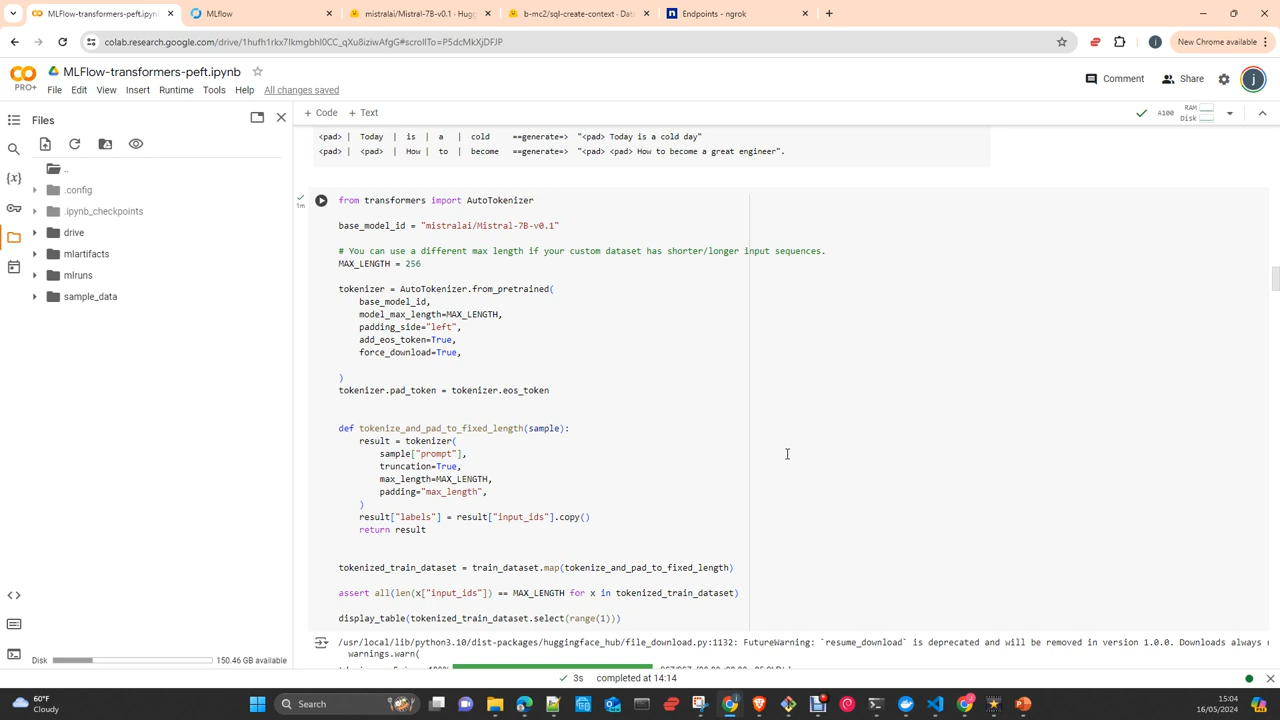 MLFlow-transformers-peft.ipynb
MLflow
mistralai/Mistral-7B-v0.1 - Hugg
b-mc2/sql-create-context - Dat
Endpoints - ngrok
colab.research.google.com/drive/1hufh1rkx7Ikmgbhl0CC_qXu8iziwAfgG#scrollTo=P5dcMkXjDFJP
New Chrome available
PRO+
MLFlow-transformers-peft.ipynb
File Edit View Insert Runtime Tools Help All changes saved
Comment
Share
j
Files
+ Code + Text
A100
RAM
Disk
..
.config
.ipynb_checkpoints
drive
mlartifacts
mlruns
sample_data
<pad> | Today | is | a | cold ==generate=> "<pad> Today is a cold day"
<pad> | <pad> | How | to | become ==generate=> "<pad> <pad> How to become a great engineer".
1m
from transformers import AutoTokenizer
base_model_id = "mistralai/Mistral-7B-v0.1"
# You can use a different max length if your custom dataset has shorter/longer input sequences.
MAX_LENGTH = 256
tokenizer = AutoTokenizer.from_pretrained(
base_model_id,
model_max_length=MAX_LENGTH,
padding_side="left",
add_eos_token=True,
force_download=True,
)
tokenizer.pad_token = tokenizer.eos_token
def tokenize_and_pad_to_fixed_length(sample):
result = tokenizer(
sample["prompt"],
truncation=True,
max_length=MAX_LENGTH,
padding="max_length",
)
result["labels"] = result["input_ids"].copy()
return result
tokenized_train_dataset = train_dataset.map(tokenize_and_pad_to_fixed_length)
assert all(len(x["input_ids"]) == MAX_LENGTH for x in tokenized_train_dataset)
display_table(tokenized_train_dataset.select(range(1)))
/usr/local/lib/python3.10/dist-packages/huggingface_hub/file_download.py:1132: FutureWarning: `resume_download` is deprecated and will be removed in version 1.0.0. Downloads always
warnings.warn(
Disk
150.46 GB available
3s completed at 14:14
60°F
Cloudy
Search
15:04
16/05/2024